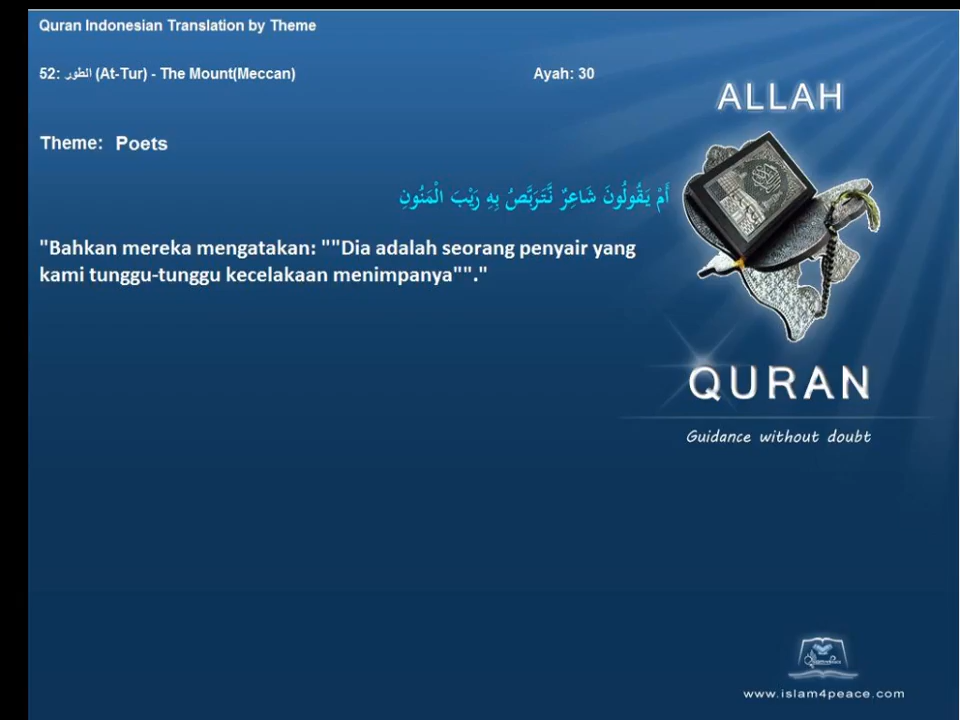 Quran Indonesian Translation by Theme
52: الطور (At-Tur) - The Mount(Meccan)
Ayah: 30
Theme: Poets
أَمْ يَقُولُونَ شَاعِرٌ نَّتَرَبَّصُ بِهِ رَيْبَ الْمَنُونِ
"Bahkan mereka mengatakan: ""Dia adalah seorang penyair yang
kami tunggu-tunggu kecelakaan menimpanya""."
ALLAH
QURAN
Guidance without doubt
www.islam4peace.com